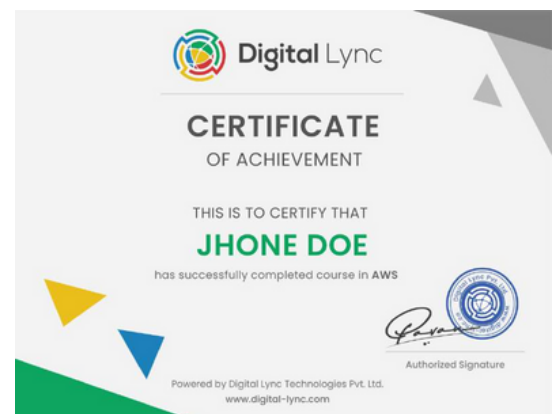 Digital Lync
CERTIFICATE
OF ACHIEVEMENT
THIS IS TO CERTIFY THAT
JHONE DOE
has successfully completed course in AWS
Authorized Signature
Powered by Digital Lync Technologies Pvt. Ltd.
www.digital-lync.com